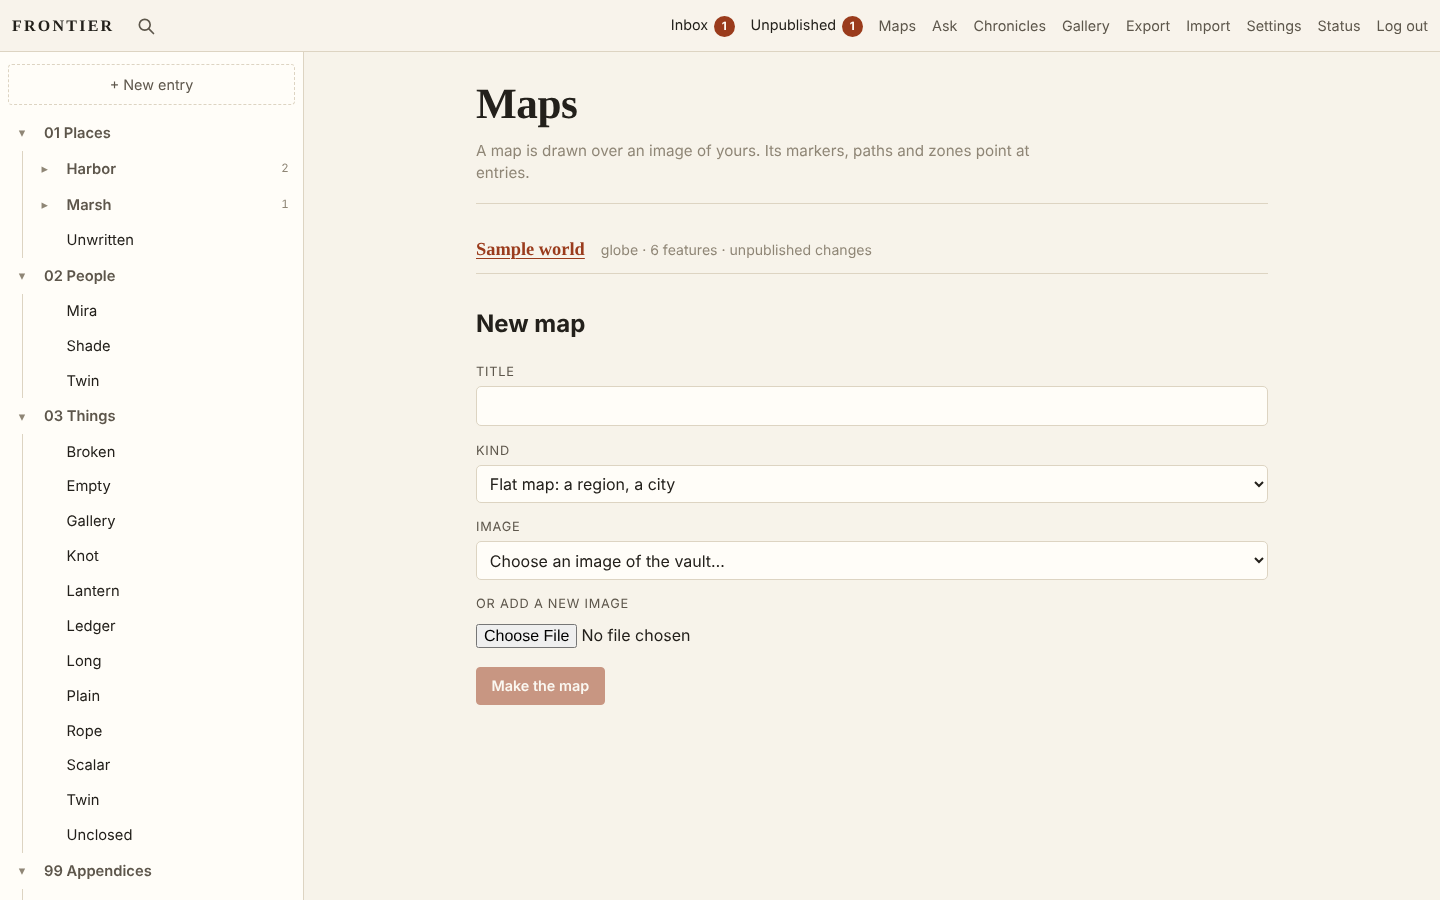 FRONTIER
Inbox 1 Unpublished 1 Maps Ask Chronicles Gallery Export Import Settings Status Log out
+ New entry
01 Places
Harbor 2
Marsh 1
Unwritten
02 People
Mira
Shade
Twin
03 Things
Broken
Empty
Gallery
Knot
Lantern
Ledger
Long
Plain
Rope
Scalar
Twin
Unclosed
99 Appendices
Maps
A map is drawn over an image of yours. Its markers, paths and zones point at
entries.
Sample world globe · 6 features · unpublished changes
New map
TITLE
KIND
Flat map: a region, a city
IMAGE
Choose an image of the vault...
OR ADD A NEW IMAGE
Choose File No file chosen
Make the map